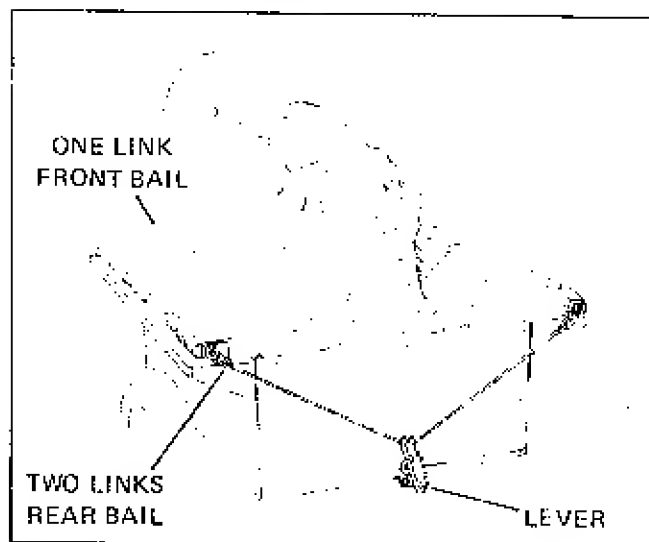 ONE LINK
FRONT BAIL
TWO LINKS
REAR BAIL
LEVER